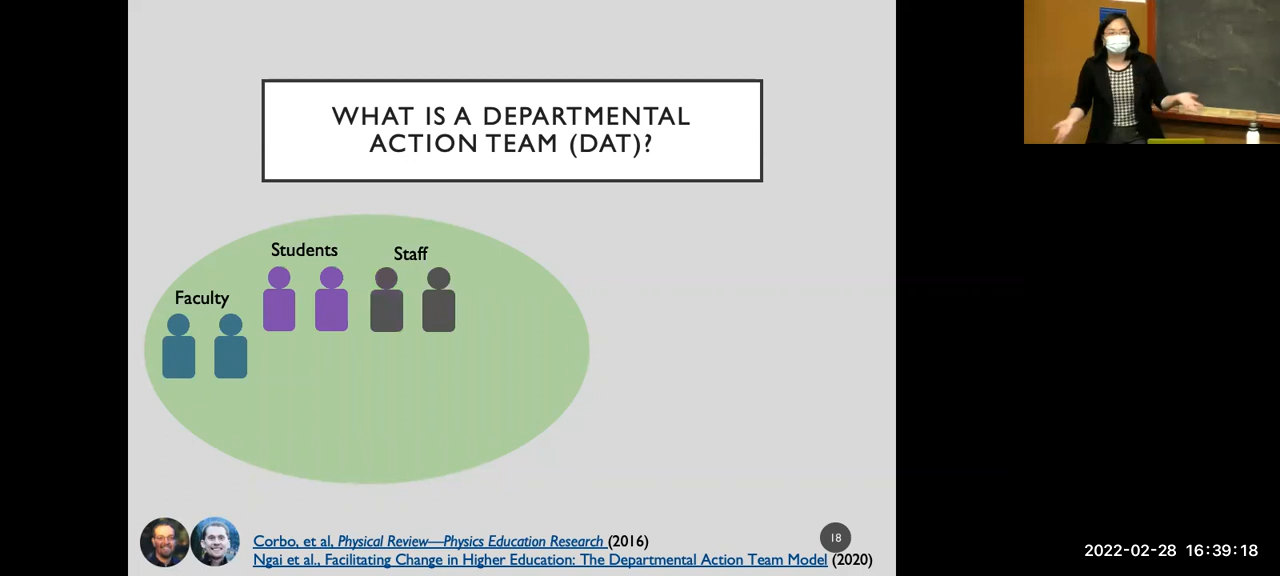 WHAT IS A DEPARTMENTAL
ACTION TEAM (DAT)?
Students
Staff
Faculty
18
Corbo, et al, Physical Review—Physics Education Research (2016)
Ngai et al., Facilitating Change in Higher Education: The Departmental Action Team Model (2020)
2022-02-28 16:39:18